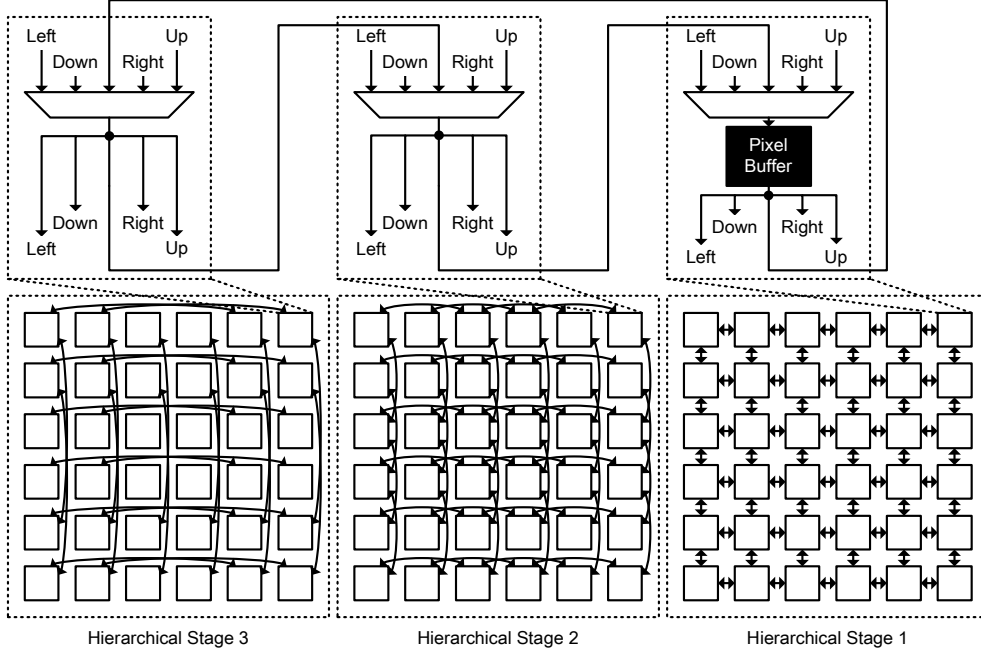 Left Up Left Up Left Up
Down Right Down Right Down Right
Pixel
Buffer
Down Right Down Right Down Right
Left Up Left Up Left Up
Hierarchical Stage 3 Hierarchical Stage 2 Hierarchical Stage 1